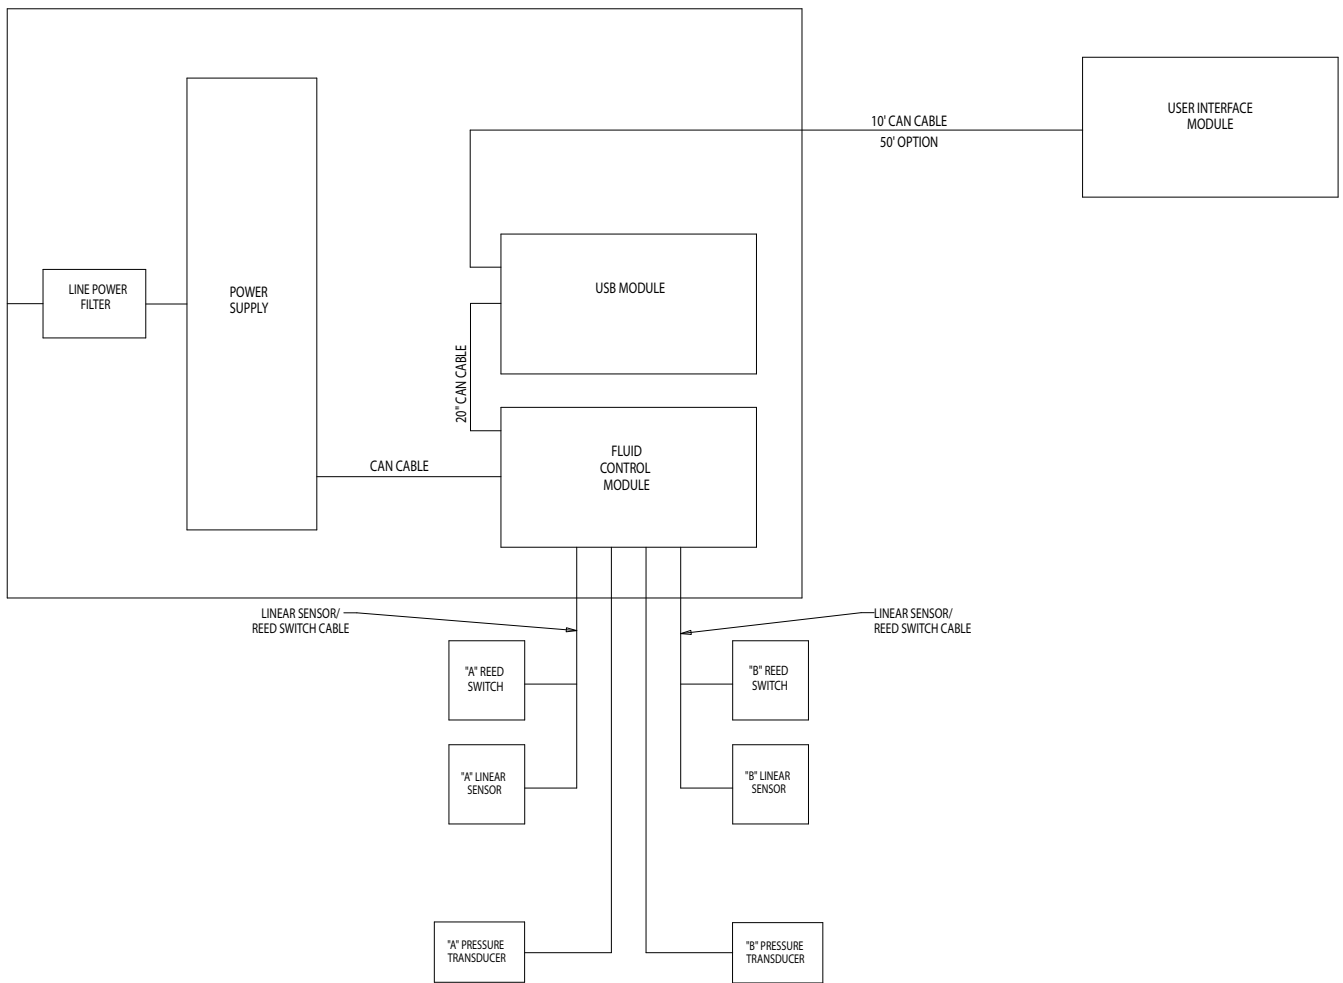 10' CAN CABLE
50' OPTION
USER INTERFACE
MODULE
LINE POWER
FILTER
POWER
SUPPLY
USB MODULE
20" CAN CABLE
CAN CABLE
FLUID
CONTROL
MODULE
LINEAR SENSOR/
REED SWITCH CABLE
LINEAR SENSOR/
REED SWITCH CABLE
"A" REED
SWITCH
"B" REED
SWITCH
"A" LINEAR
SENSOR
"B" LINEAR
SENSOR
"A" PRESSURE
TRANSDUCER
"B" PRESSURE
TRANSDUCER